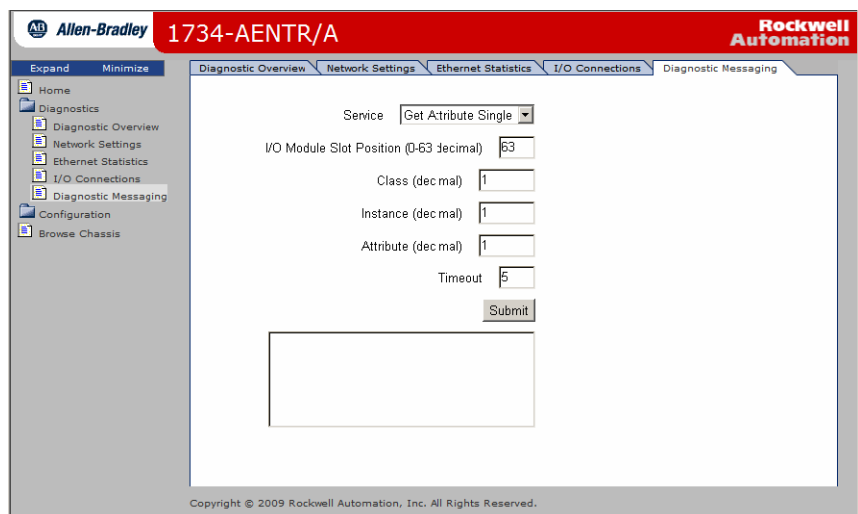 AB Allen-Bradley
1734-AENTR/A
Rockwell
Automation
Expand Minimize
Home
Diagnostics
Diagnostic Overview
Network Settings
Ethernet Statistics
I/O Connections
Diagnostic Messaging
Configuration
Browse Chassis
Diagnostic Overview Network Settings Ethernet Statistics I/O Connections Diagnostic Messaging
Service Get Attribute Single
I/O Module Slot Position (0-63 decimal) 63
Class (decimal) 1
Instance (decimal) 1
Attribute (decimal) 1
Timeout 5
Submit
Copyright © 2009 Rockwell Automation, Inc. All Rights Reserved.